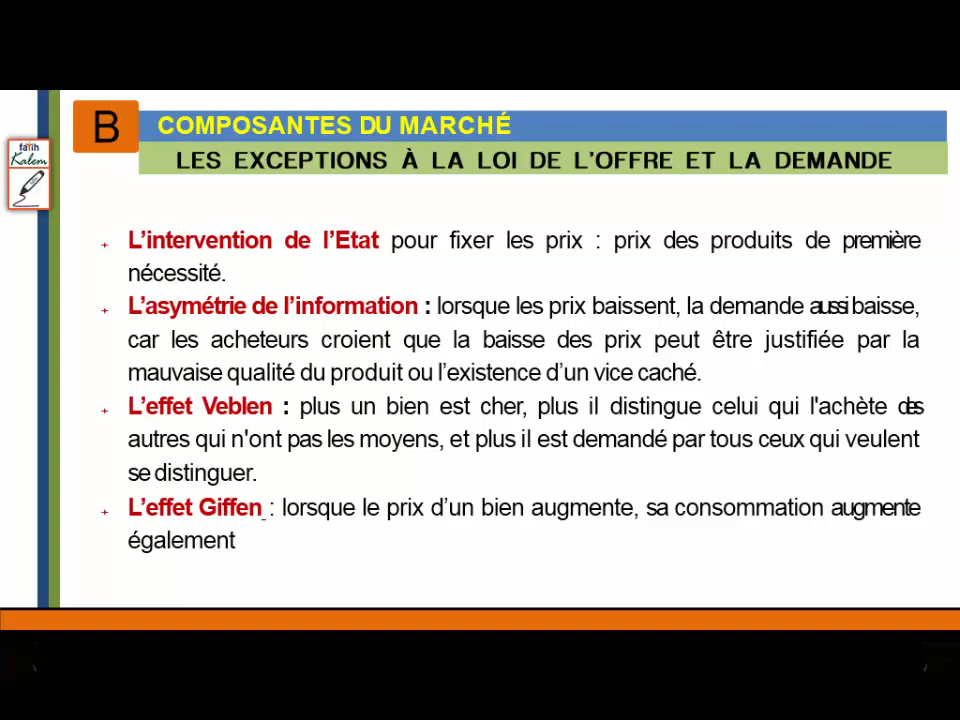 B
COMPOSANTES DU MARCHÉ
LES EXCEPTIONS À LA LOI DE L’OFFRE ET LA DEMANDE
fatih
Kalem
+ L’intervention de l’Etat pour fixer les prix : prix des produits de première
nécessité.
+ L’asymétrie de l’information : lorsque les prix baissent, la demande aussi baisse,
car les acheteurs croient que la baisse des prix peut être justifiée par la
mauvaise qualité du produit ou l’existence d’un vice caché.
+ L’effet Veblen : plus un bien est cher, plus il distingue celui qui l'achète des
autres qui n'ont pas les moyens, et plus il est demandé par tous ceux qui veulent
se distinguer.
+ L’effet Giffen : lorsque le prix d’un bien augmente, sa consommation augmente
également